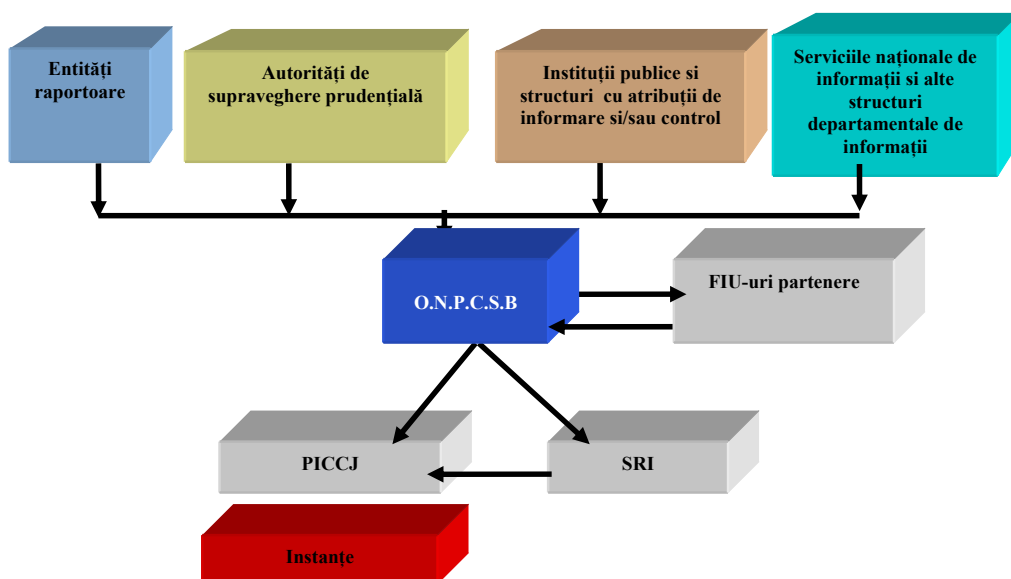 Entități
raportoare
Autorități de
supraveghere prudențială
Instituții publice si
structuri cu atribuții de
informare si/sau control
Serviciile naționale de
informații si alte
structuri
departamentale de
informații
O.N.P.C.S.B
FIU-uri partenere
PICCJ
SRI
Instanțe